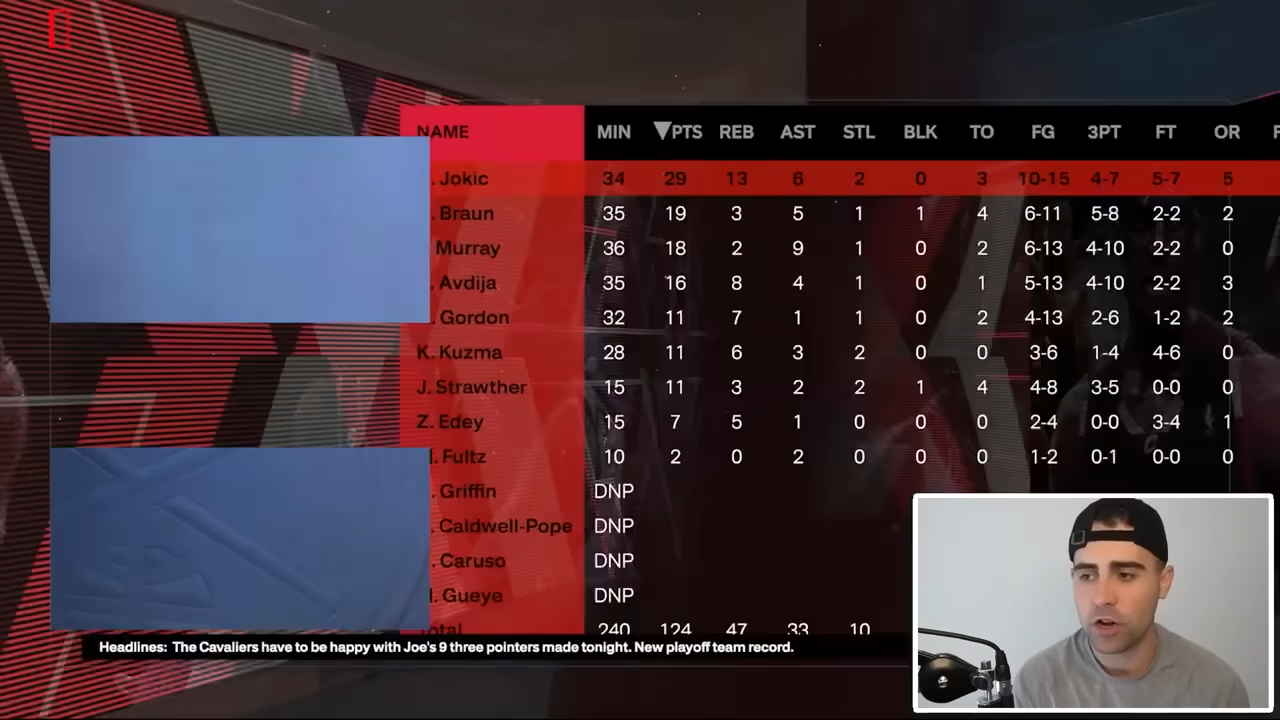 NAME MIN PTS REB AST STL BLK TO FG 3PT FT OR
. Jokic 34 29 13 6 2 0 3 10-15 4-7 5-7 5
. Braun 35 19 3 5 1 1 4 6-11 5-8 2-2 2
Murray 36 18 2 9 1 0 2 6-13 4-10 2-2 0
. Avdija 35 16 8 4 1 0 1 5-13 4-10 2-2 3
. Gordon 32 11 7 1 1 0 2 4-13 2-6 1-2 2
K. Kuzma 28 11 6 3 2 0 0 3-6 1-4 4-6 0
J. Strawther 15 11 3 2 2 1 4 4-8 3-5 0-0 0
Z. Edey 15 7 5 1 0 0 0 2-4 0-0 3-4 1
. Fultz 10 2 0 2 0 0 0 1-2 0-1 0-0 0
. Griffin DNP
. Caldwell-Pope DNP
. Caruso DNP
. Gueye DNP
Total 240 124 47 33 10
Headlines: The Cavaliers have to be happy with Joe's 9 three pointers made tonight. New playoff team record.